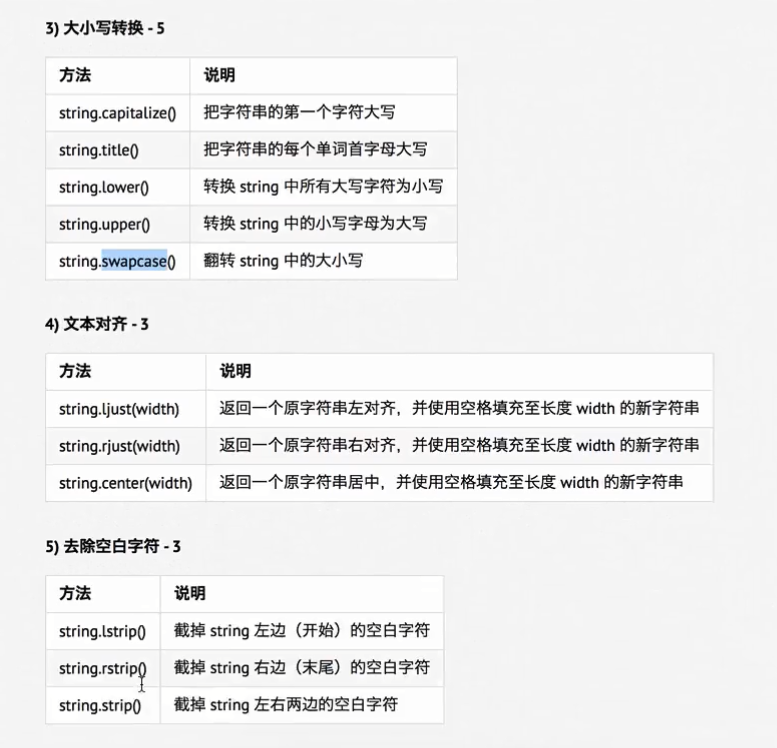 3) 大小写转换 - 5
方法 说明
string.capitalize() 把字符串的第一个字符大写
string.title() 把字符串的每个单词首字母大写
string.lower() 转换 string 中所有大写字符为小写
string.upper() 转换 string 中的小写字母为大写
string.swapcase() 翻转 string 中的大小写
4) 文本对齐 - 3
方法 说明
string.ljust(width) 返回一个原字符串左对齐，并使用空格填充至长度 width 的新字符串
string.rjust(width) 返回一个原字符串右对齐，并使用空格填充至长度 width 的新字符串
string.center(width) 返回一个原字符串居中，并使用空格填充至长度 width 的新字符串
5) 去除空白字符 - 3
方法 说明
string.lstrip() 截掉 string 左边（开始）的空白字符
string.rstrip() 截掉 string 右边（末尾）的空白字符
string.strip() 截掉 string 左右两边的空白字符